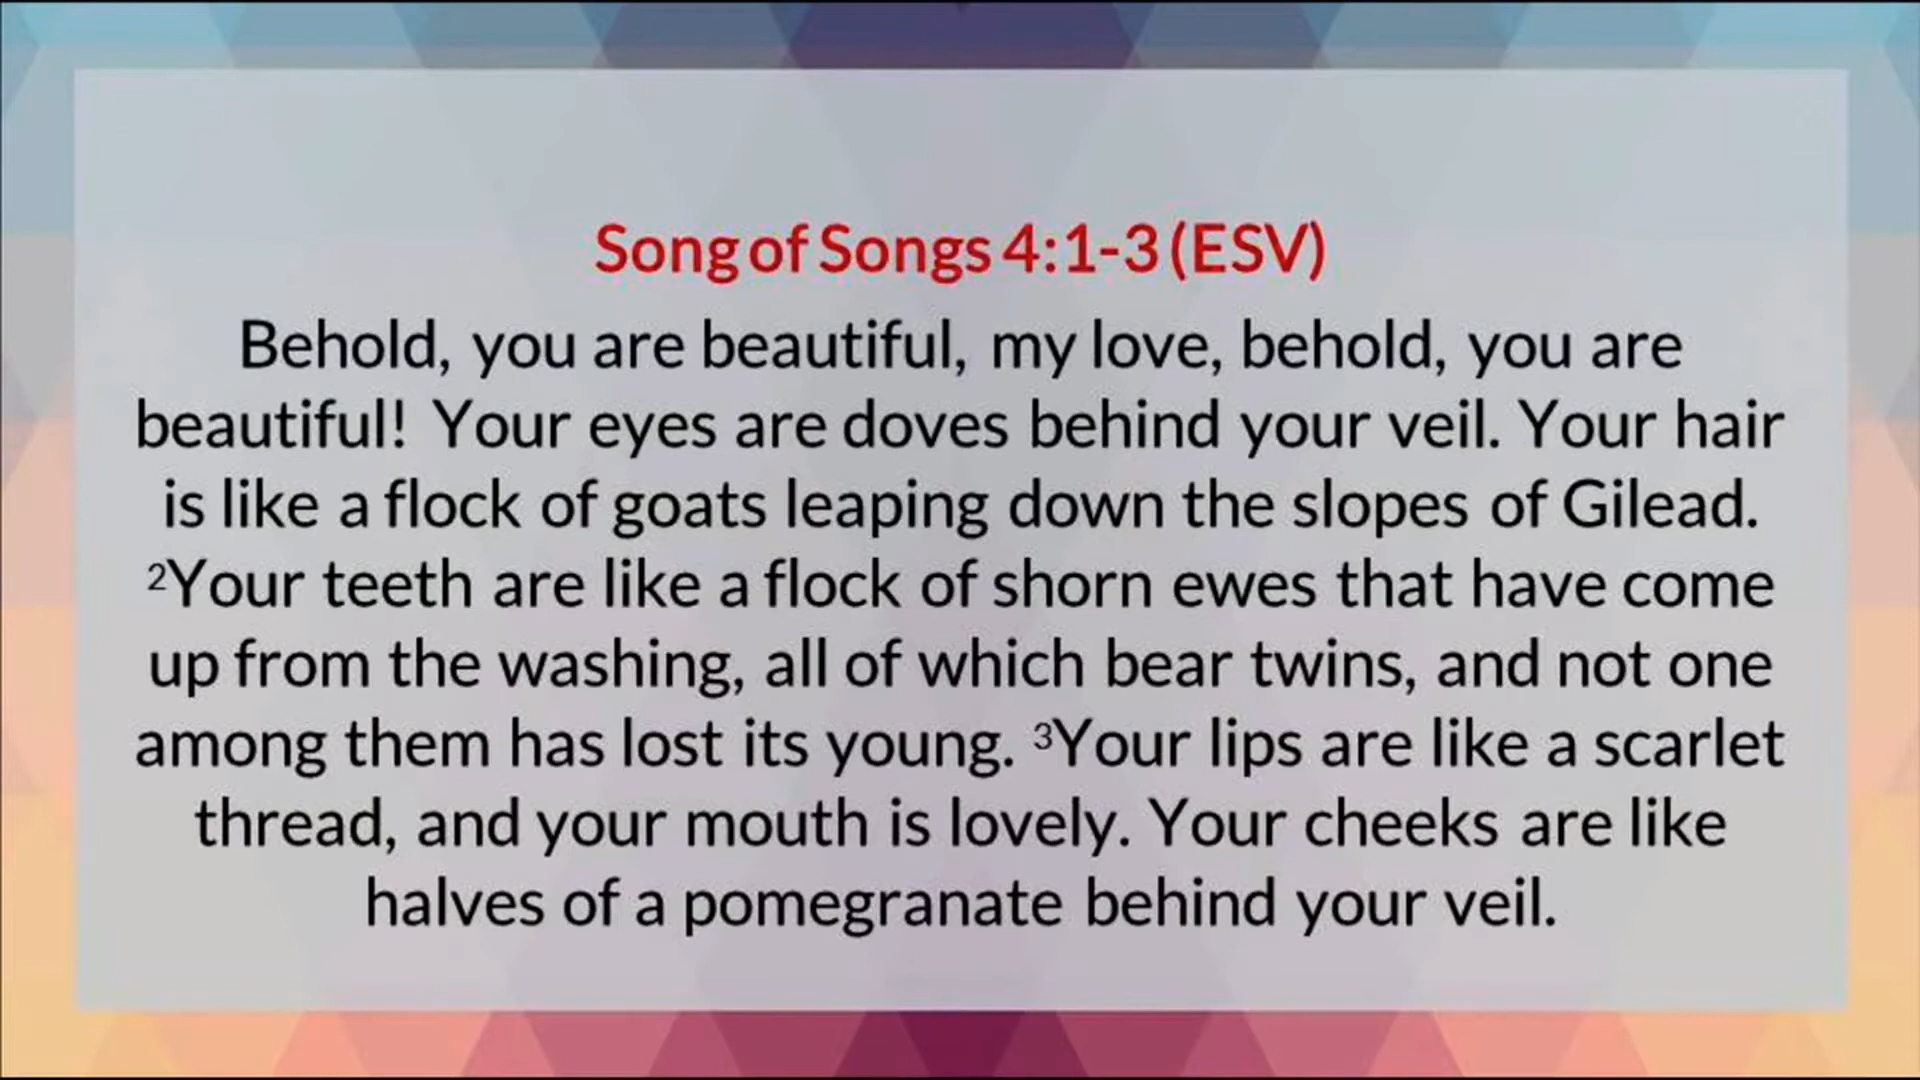 Song of Songs 4:1-3 (ESV)
Behold, you are beautiful, my love, behold, you are
beautiful! Your eyes are doves behind your veil. Your hair
is like a flock of goats leaping down the slopes of Gilead.
²Your teeth are like a flock of shorn ewes that have come
up from the washing, all of which bear twins, and not one
among them has lost its young. ³Your lips are like a scarlet
thread, and your mouth is lovely. Your cheeks are like
halves of a pomegranate behind your veil.